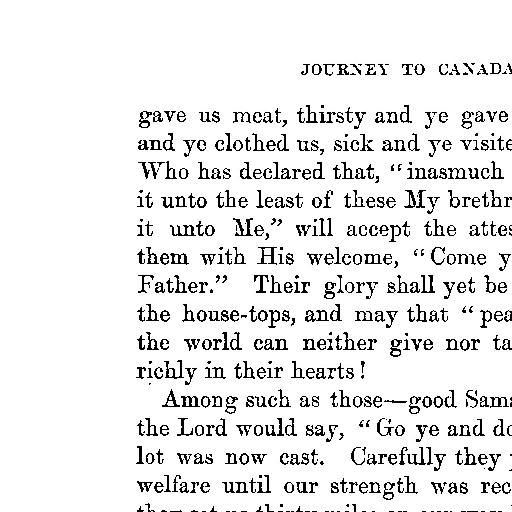 JOURNEY TO CANADA
gave us meat, thirsty and ye gave
and ye clothed us, sick and ye visite
Who has declared that, "inasmuch
it unto the least of these My brethr
it unto Me," will accept the attes
them with His welcome, "Come y
Father." Their glory shall yet be
the house-tops, and may that "pea
the world can neither give nor ta
richly in their hearts!
Among such as those—good Sama
the Lord would say, "Go ye and do
lot was now cast. Carefully they
welfare until our strength was rec